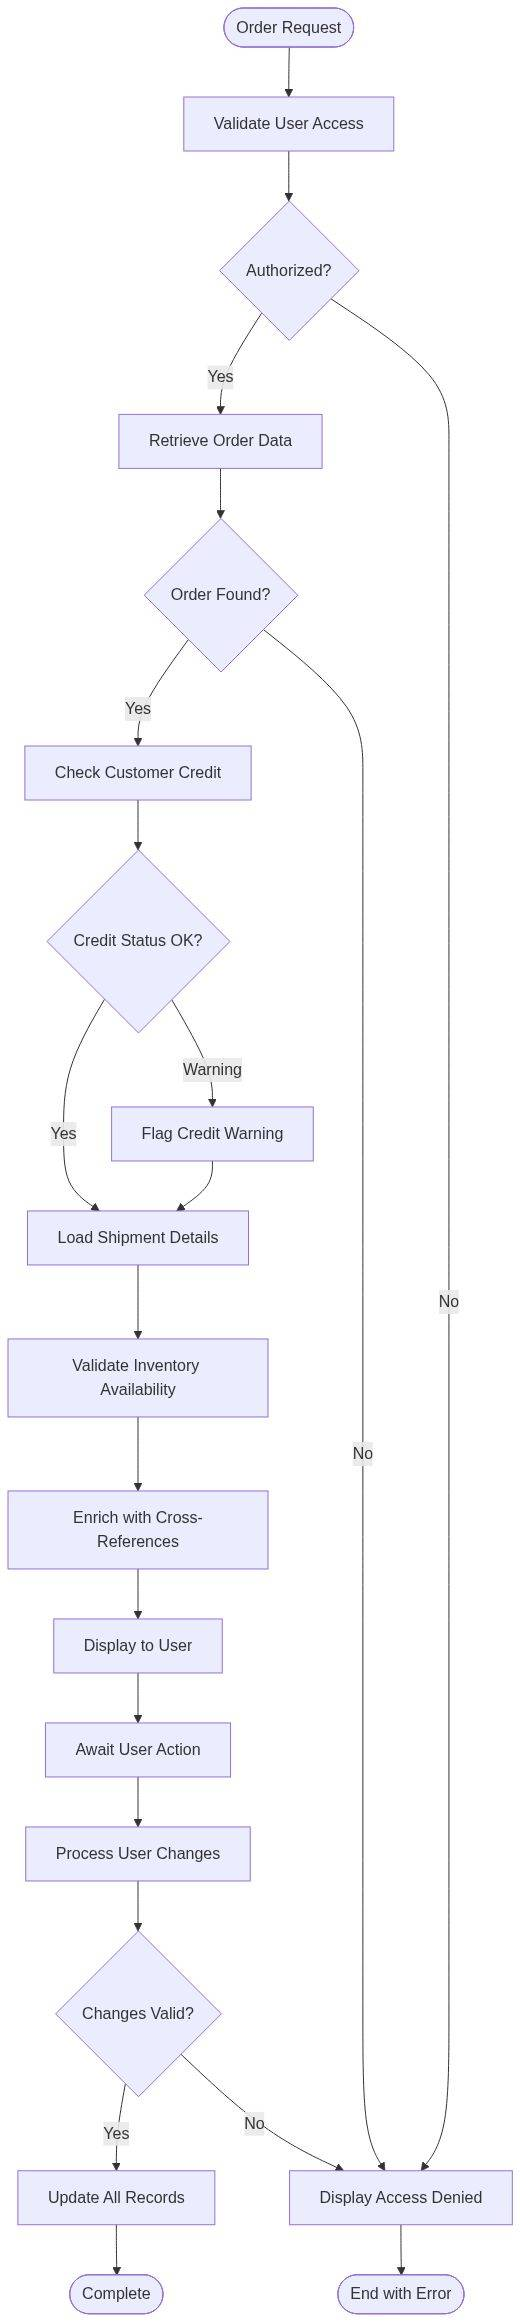 Order Request
Validate User Access
Authorized?
Yes
Retrieve Order Data
Order Found?
Yes
Check Customer Credit
Credit Status OK?
Warning
Yes
Flag Credit Warning
Load Shipment Details
No
Validate Inventory
Availability
No
Enrich with Cross-
References
Display to User
Await User Action
Process User Changes
Changes Valid?
Yes
No
Update All Records
Display Access Denied
Complete
End with Error